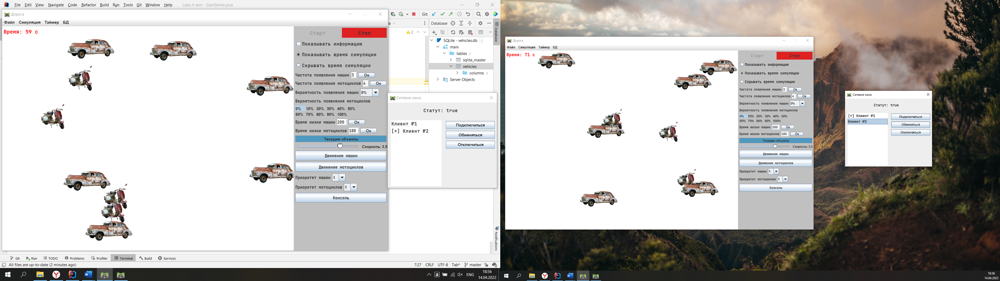 File Edit View Navigate Code Refactor Build Run Tools Git Window Help Labs-4-sem - StartServer.java
Дорога
Файл Симуляция Таймер БД
Время: 59 с
Старт Стоп
Показывать информацию
Показывать время симуляции
Скрывать время симуляции
Частота появления машин 3 Ок
Частота появления мотоциклов 4 Ок
Вероятность появления машин 0%
Вероятность появления мотоциклов
0% 10% 20% 30% 40% 50%
60% 70% 80% 90% 100%
Время жизни машин 200 Ок
Время жизни мотоциклов 180 Ок
Текущие объекты
Скорость: 3.5
Движение машин
Движение мотоциклов
Приоритет машин 1
Приоритет мотоциклов 1
Консоль
Git:
Database
2
SQLite - vehicles.db 1
main
tables 2
sqlite_master
vehicles
columns 5
Server Objects
Database
Notifications
Сетевое окно
Статут: true
Клиент №1
[*] Клиент №2
Подключиться
Обменяться
Отключиться
Git Run TODO Problems Profiler Terminal Build Services
All files are up-to-date (2 minutes ago) 7:27 CRLF UTF-8 Tab* master
ENG 18:56
14.04.2022
Дорога
Файл Симуляция Таймер БД
Время: 71 с
Старт Стоп
Показывать информацию
Показывать время симуляции
Скрывать время симуляции
Частота появления машин 3 Ок
Частота появления мотоциклов 4 Ок
Вероятность появления машин 0%
Вероятность появления мотоциклов
0% 10% 20% 30% 40% 50%
60% 70% 80% 90% 100%
Время жизни машин 200 Ок
Время жизни мотоциклов 180 Ок
Текущие объекты
Скорость: 3.5
Движение машин
Движение мотоциклов
Приоритет машин 1
Приоритет мотоциклов 1
Консоль
Сетевое окно
Статут: true
[*] Клиент №1
Клиент №2
Подключиться
Обменяться
Отключиться
18:56
14.04.2022